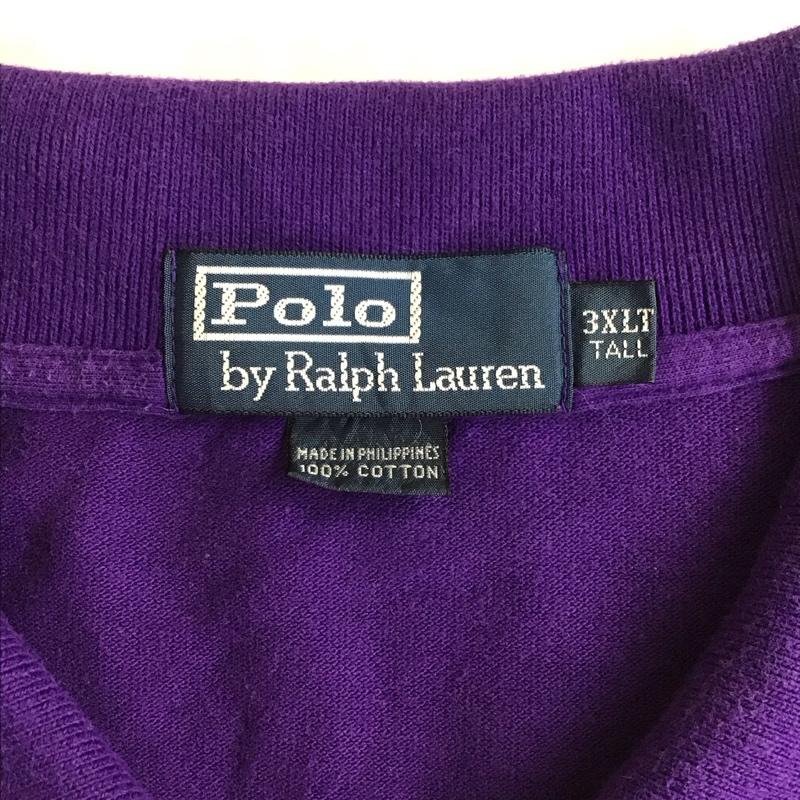 Polo
by Ralph Lauren
3XLT
TALL
MADE IN PHILIPPINES
100% COTTON